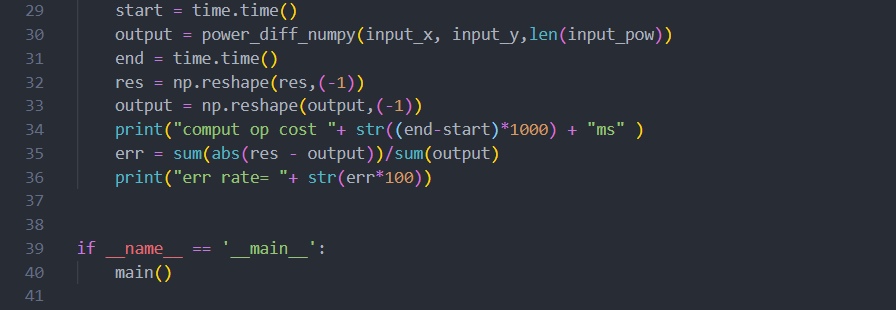 29 start = time.time()
30 output = power_diff_numpy(input_x, input_y,len(input_pow))
31 end = time.time()
32 res = np.reshape(res,(-1))
33 output = np.reshape(output,(-1))
34 print("comput op cost "+ str((end-start)*1000) + "ms" )
35 err = sum(abs(res - output))/sum(output)
36 print("err rate= "+ str(err*100))
37
38
39 if __name__ == '__main__':
40 main()
41